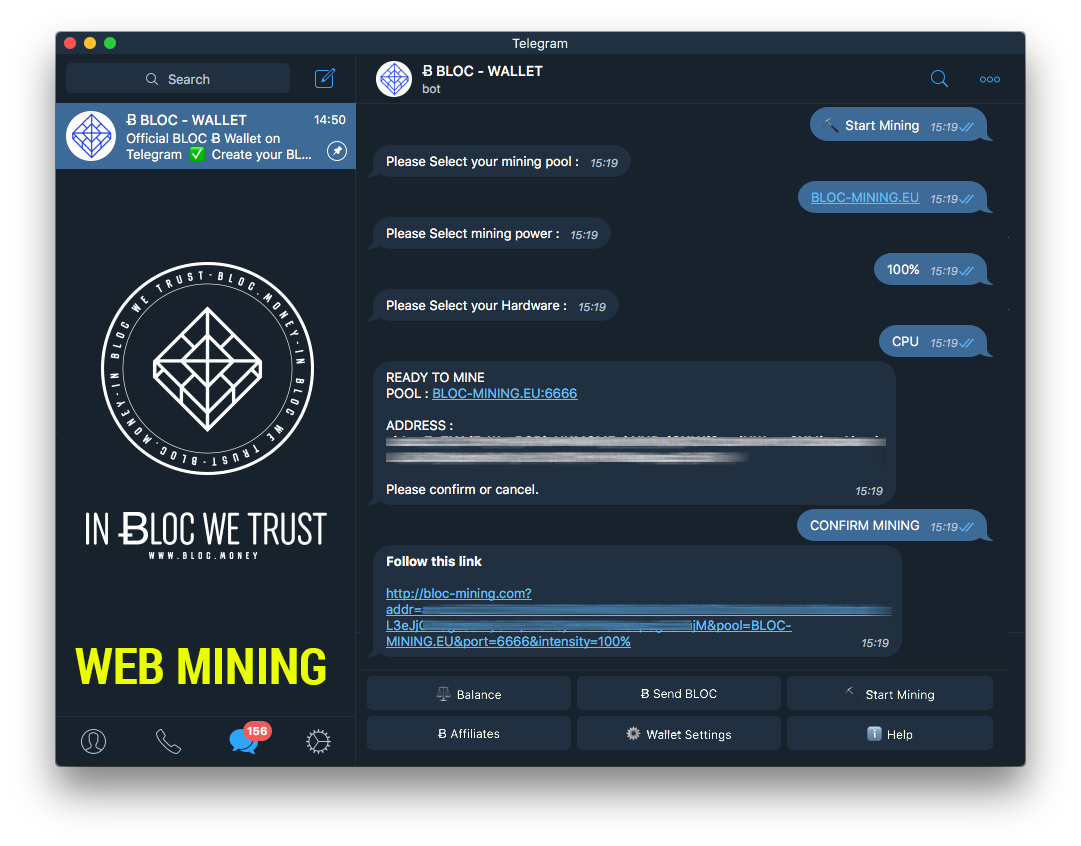 Telegram
Search
Ƀ BLOC - WALLET
14:50
Official BLOC Ƀ Wallet on
Telegram ✅ Create your BL...
BLOC WE TRUST · BLOC.MONEY · IN BLOC WE TRUST · BLOC.MONEY · IN
IN ɃLOC WE TRUST
WWW.BLOC.MONEY
WEB MINING
156
Ƀ BLOC - WALLET
bot
Start Mining 15:19
Please Select your mining pool : 15:19
BLOC-MINING.EU 15:19
Please Select mining power : 15:19
100% 15:19
Please Select your Hardware : 15:19
CPU 15:19
READY TO MINE
POOL : BLOC-MINING.EU:6666
ADDRESS :
Please confirm or cancel. 15:19
CONFIRM MINING 15:19
Follow this link
http://bloc-mining.com?
addr=
L3eJj ijM&pool=BLOC-
MINING.EU&port=6666&intensity=100% 15:19
Balance
Ƀ Send BLOC
Start Mining
Ƀ Affiliates
Wallet Settings
Help